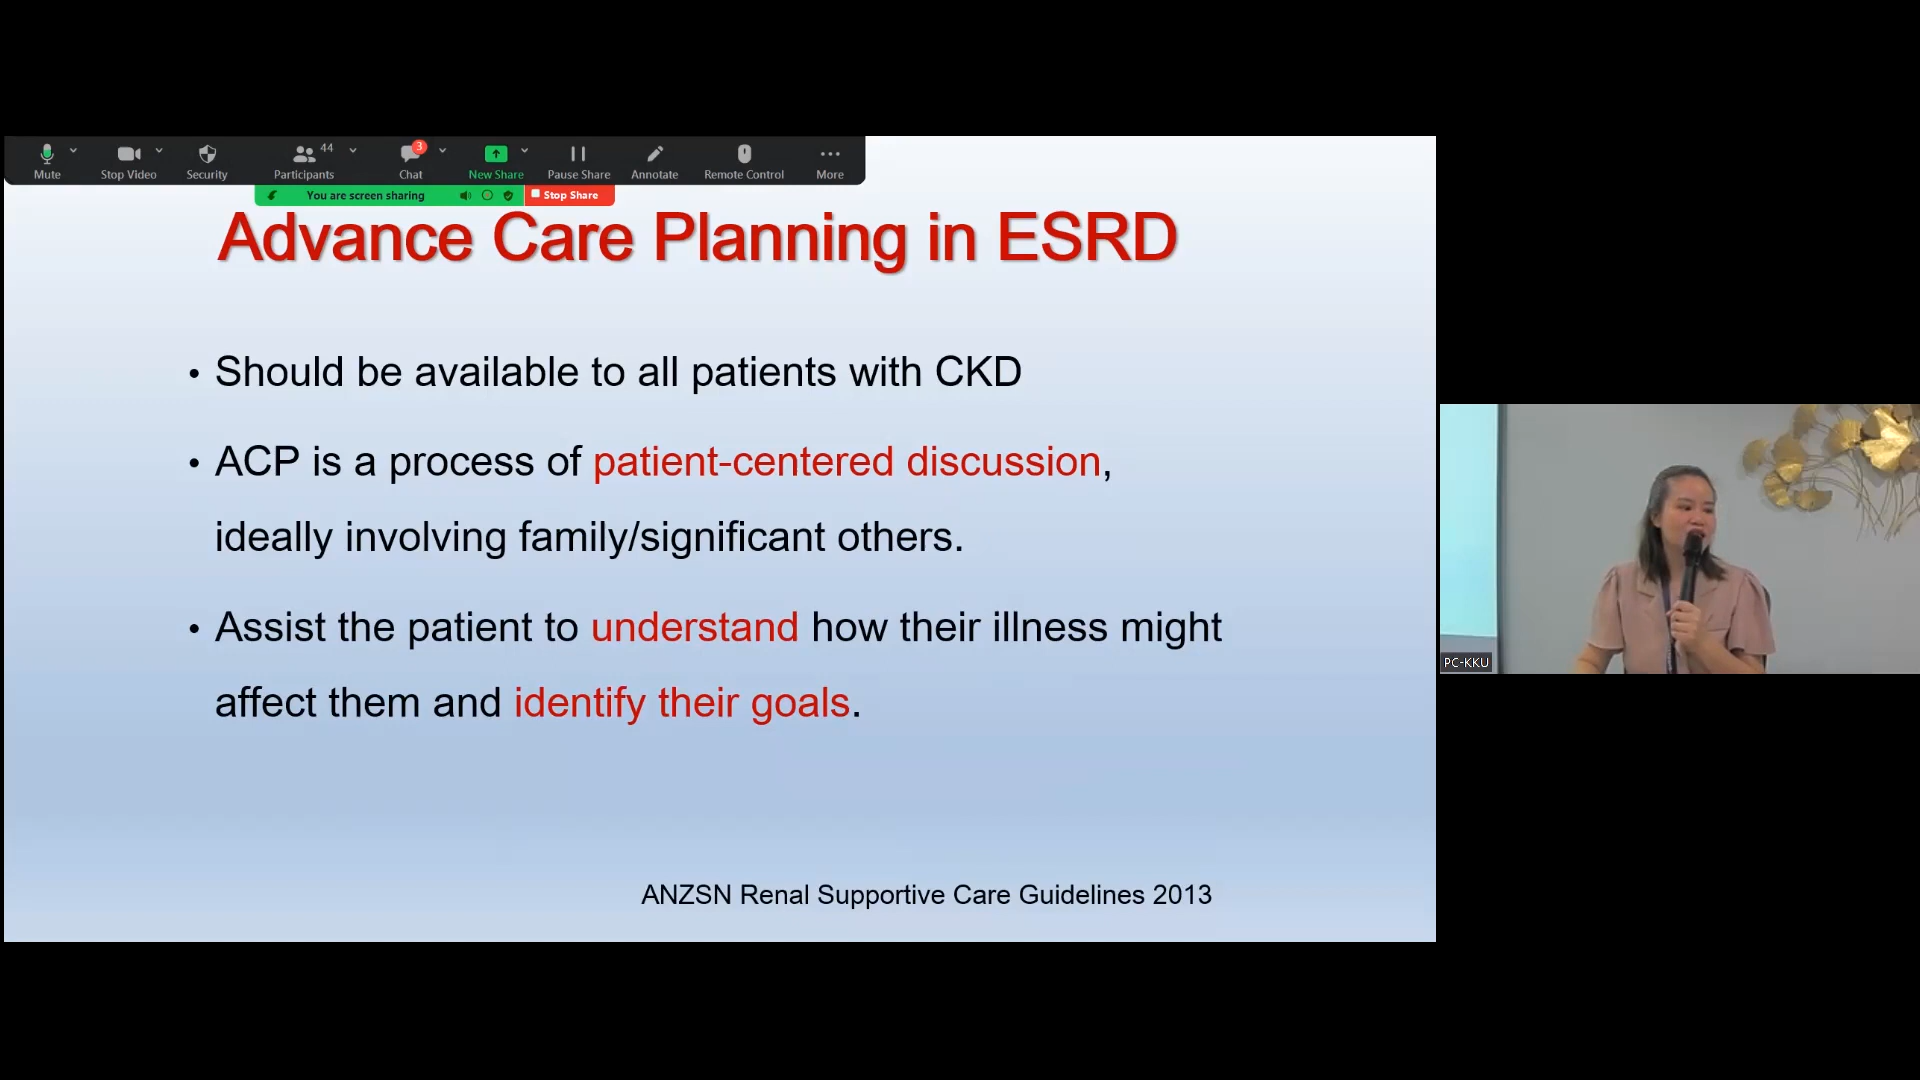 44
3
Mute
Stop Video
Security
Participants
Chat
New Share
Pause Share
Annotate
Remote Control
More
You are screen sharing
Stop Share
Advance Care Planning in ESRD
• Should be available to all patients with CKD
• ACP is a process of patient-centered discussion,
ideally involving family/significant others.
• Assist the patient to understand how their illness might
affect them and identify their goals.
ANZSN Renal Supportive Care Guidelines 2013
PC-KKU